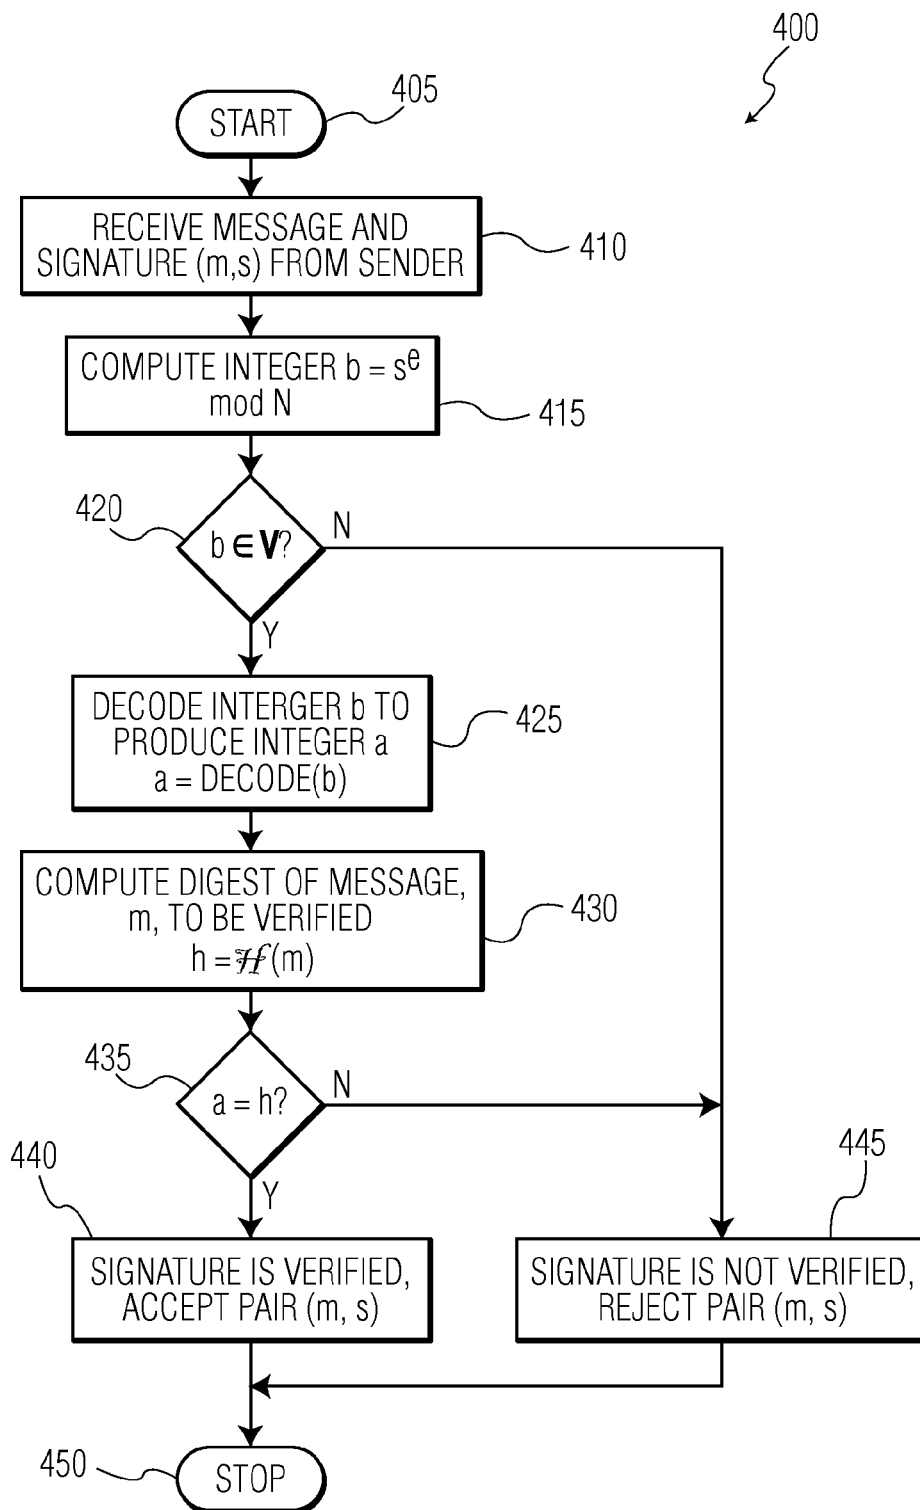 400
START
405
RECEIVE MESSAGE AND
SIGNATURE (m,s) FROM SENDER
410
COMPUTE INTEGER b = s^e
mod N
415
420
b ∈ V?
N
Y
DECODE INTERGER b TO
PRODUCE INTEGER a
a = DECODE(b)
425
COMPUTE DIGEST OF MESSAGE,
m, TO BE VERIFIED
h = ℋ(m)
430
435
a = h?
N
Y
440
SIGNATURE IS VERIFIED,
ACCEPT PAIR (m, s)
445
SIGNATURE IS NOT VERIFIED,
REJECT PAIR (m, s)
450
STOP